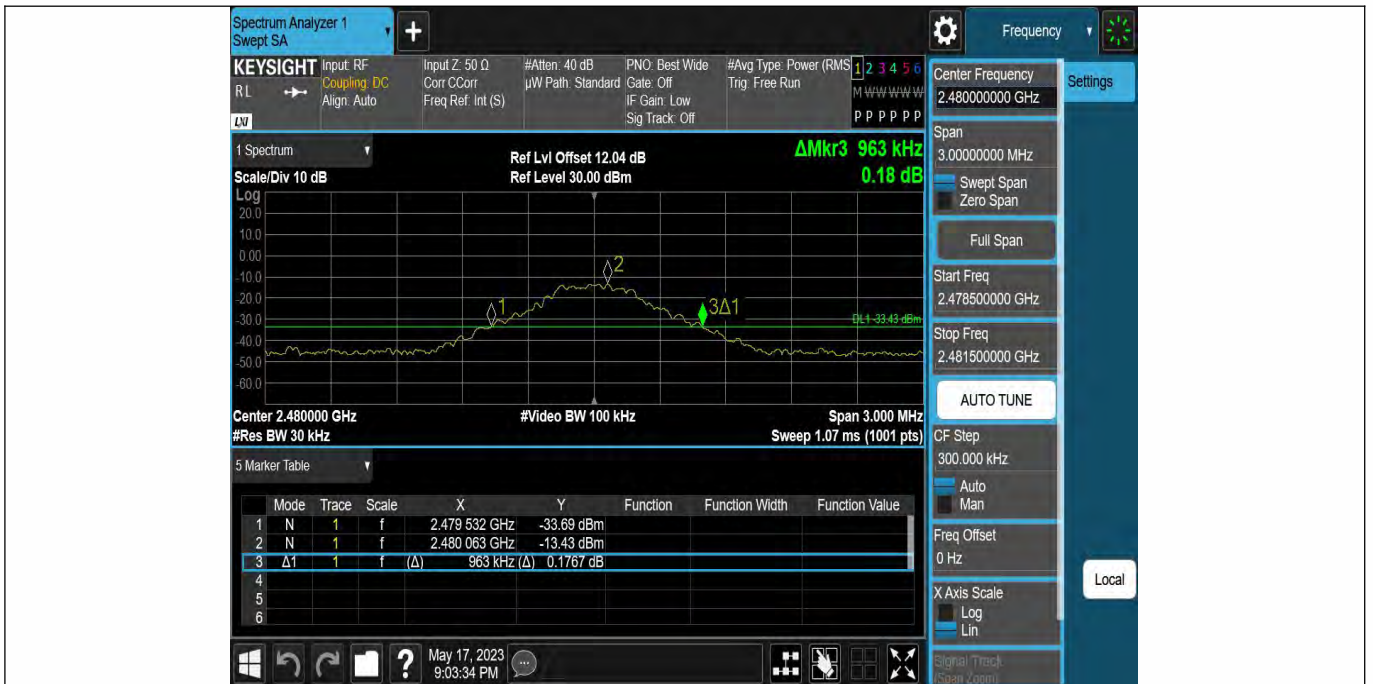 Spectrum Analyzer 1
Swept SA
+
Frequency
KEYSIGHT
RL
LXI
Input: RF
Coupling: DC
Align: Auto
Input Z: 50 Ω
Corr CCorr
Freq Ref: Int (S)
#Atten: 40 dB
µW Path: Standard
PNO: Best Wide
Gate: Off
IF Gain: Low
Sig Track: Off
#Avg Type: Power (RMS
Trig: Free Run
1 2 3 4 5 6
M W W W W W
P P P P P P
1 Spectrum
Scale/Div 10 dB
Ref Lvl Offset 12.04 dB
Ref Level 30.00 dBm
ΔMkr3 963 kHz
0.18 dB
Log
20.0
10.0
0.00
-10.0
-20.0
-30.0
-40.0
-50.0
-60.0
1
2
3Δ1
DL1 -33.43 dBm
Center 2.480000 GHz
#Video BW 100 kHz
Span 3.000 MHz
#Res BW 30 kHz
Sweep 1.07 ms (1001 pts)
5 Marker Table
Mode Trace Scale X Y Function Function Width Function Value
1 N 1 f 2.479 532 GHz -33.69 dBm
2 N 1 f 2.480 063 GHz -13.43 dBm
3 Δ1 1 f (Δ) 963 kHz (Δ) 0.1767 dB
4
5
6
?
May 17, 2023
9:03:34 PM
Center Frequency
2.480000000 GHz
Settings
Span
3.00000000 MHz
Swept Span
Zero Span
Full Span
Start Freq
2.478500000 GHz
Stop Freq
2.481500000 GHz
AUTO TUNE
CF Step
300.000 kHz
Auto
Man
Freq Offset
0 Hz
X Axis Scale
Log
Lin
Local
Signal Track
(Span Zoom)